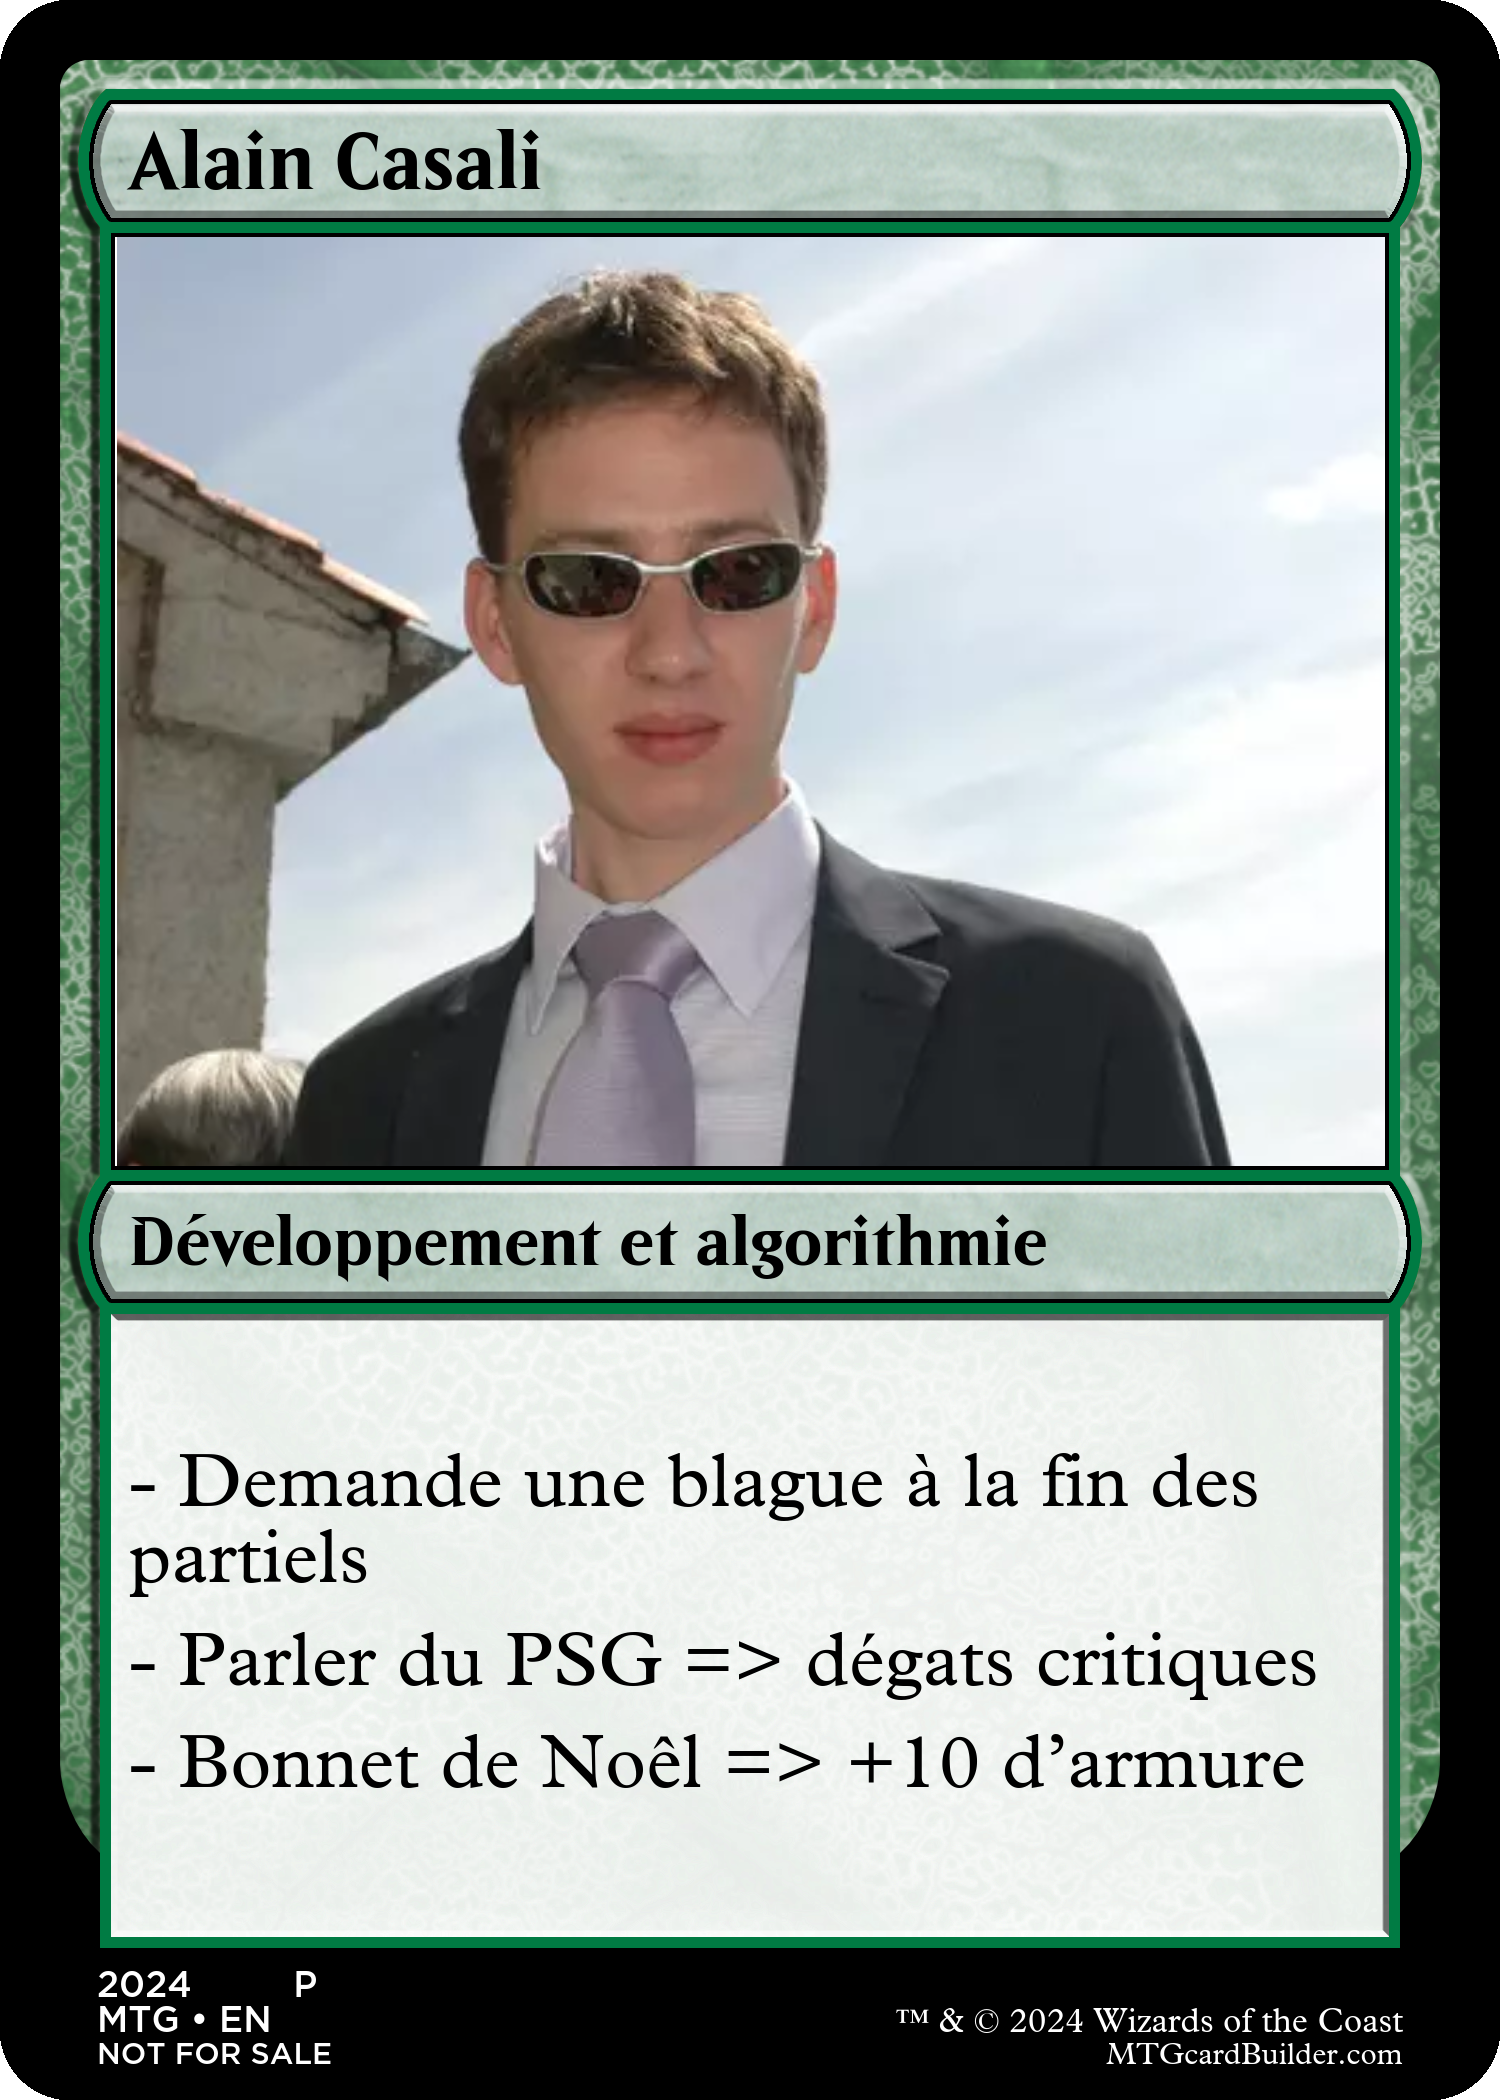 Alain Casali
Développement et algorithmie
- Demande une blague à la fin des
partiels
- Parler du PSG => dégats critiques
- Bonnet de Noêl => +10 d’armure
2024 P
MTG • EN
NOT FOR SALE
™ & © 2024 Wizards of the Coast
MTGcardBuilder.com